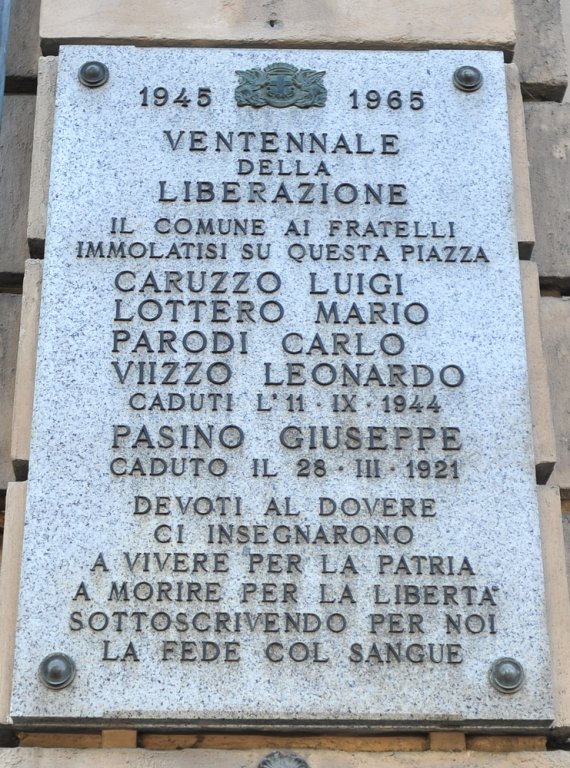 1945 1965
VENTENNALE
DELLA
LIBERAZIONE
IL COMUNE AI FRATELLI
IMMOLATISI SU QUESTA PIAZZA
CARUZZO LUIGI
LOTTERO MARIO
PARODI CARLO
VIIZZO LEONARDO
CADUTI L'11 · IX · 1944
PASINO GIUSEPPE
CADUTO IL 28 · III · 1921
DEVOTI AL DOVERE
CI INSEGNARONO
A VIVERE PER LA PATRIA
A MORIRE PER LA LIBERTA'
SOTTOSCRIVENDO PER NOI
LA FEDE COL SANGUE